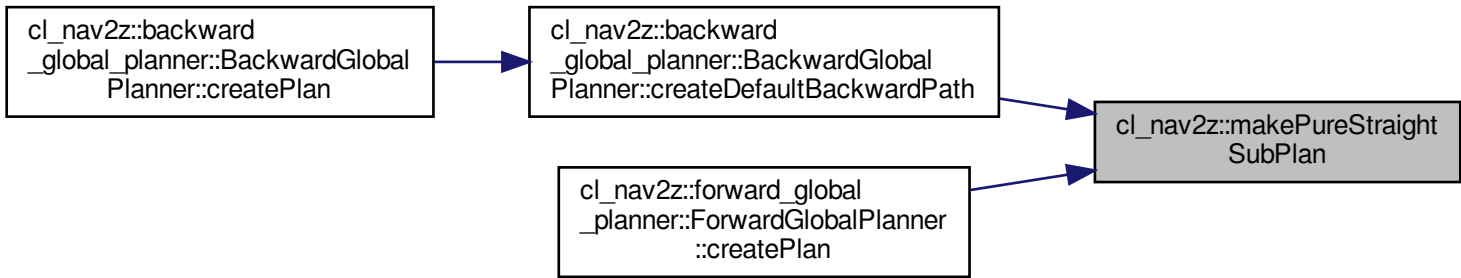 cl_nav2z::backward
_global_planner::BackwardGlobal
Planner::createPlan
cl_nav2z::backward
_global_planner::BackwardGlobal
Planner::createDefaultBackwardPath
cl_nav2z::makePureStraight
SubPlan
cl_nav2z::forward_global
_planner::ForwardGlobalPlanner
::createPlan